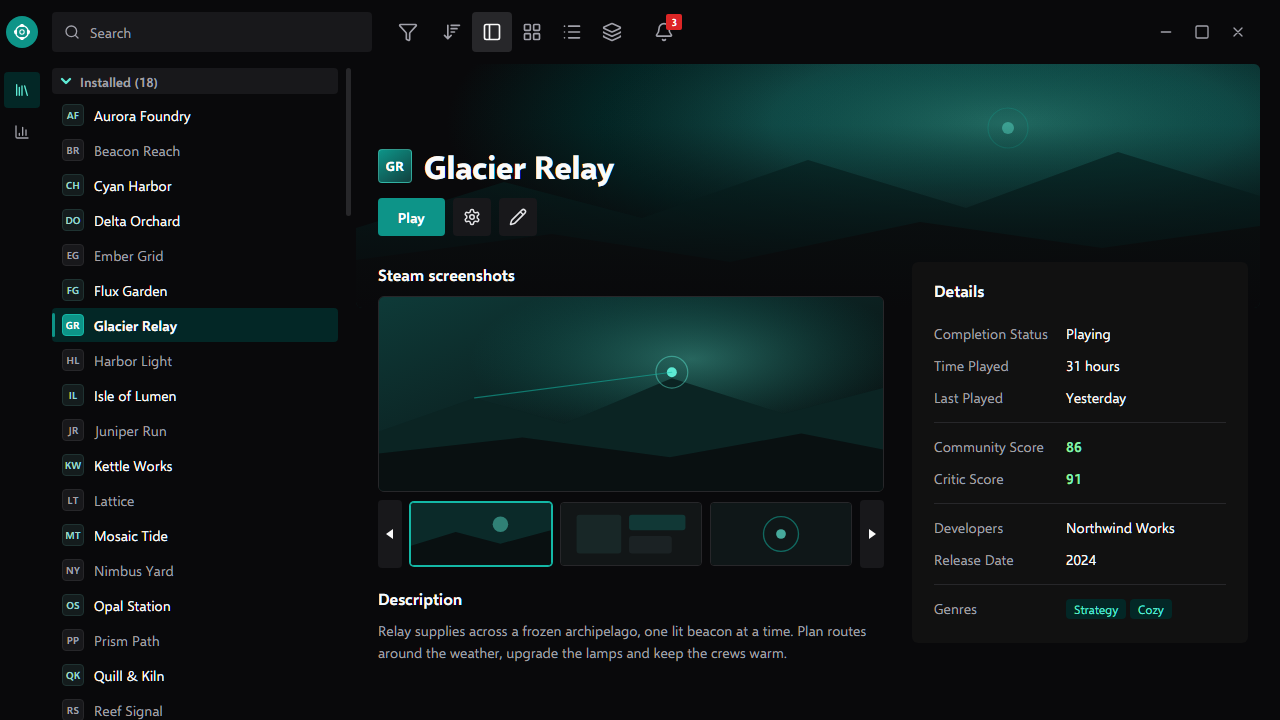 Search
3
Installed (18)
AF Aurora Foundry
BR Beacon Reach
CH Cyan Harbor
DO Delta Orchard
EG Ember Grid
FG Flux Garden
GR Glacier Relay
HL Harbor Light
IL Isle of Lumen
JR Juniper Run
KW Kettle Works
LT Lattice
MT Mosaic Tide
NY Nimbus Yard
OS Opal Station
PP Prism Path
QK Quill & Kiln
RS Reef Signal
GR Glacier Relay
Play
Steam screenshots
Description
Relay supplies across a frozen archipelago, one lit beacon at a time. Plan routes
around the weather, upgrade the lamps and keep the crews warm.
Details
Completion Status Playing
Time Played 31 hours
Last Played Yesterday
Community Score 86
Critic Score 91
Developers Northwind Works
Release Date 2024
Genres Strategy Cozy